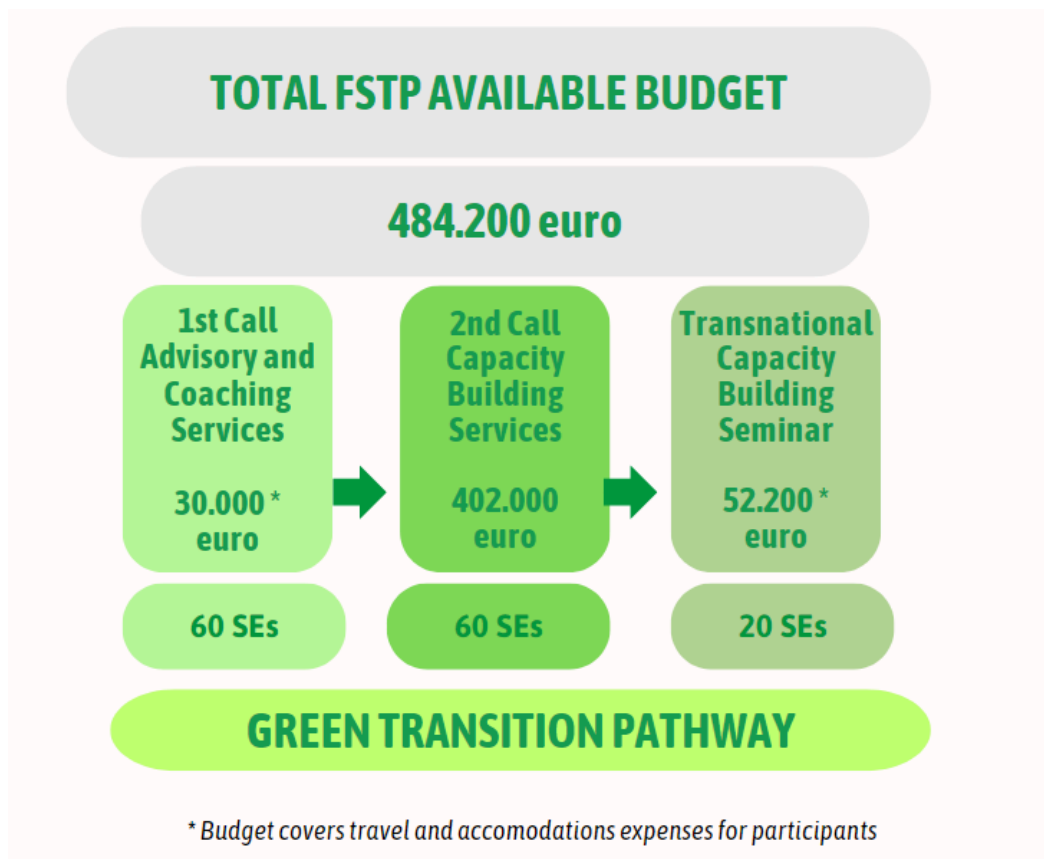 TOTAL FSTP AVAILABLE BUDGET
484.200 euro
1st Call
Advisory and
Coaching
Services
30.000 *
euro
60 SEs
2nd Call
Capacity
Building
Services
402.000
euro
60 SEs
Transnational
Capacity
Building
Seminar
52.200 *
euro
20 SEs
GREEN TRANSITION PATHWAY
* Budget covers travel and accomodations expenses for participants